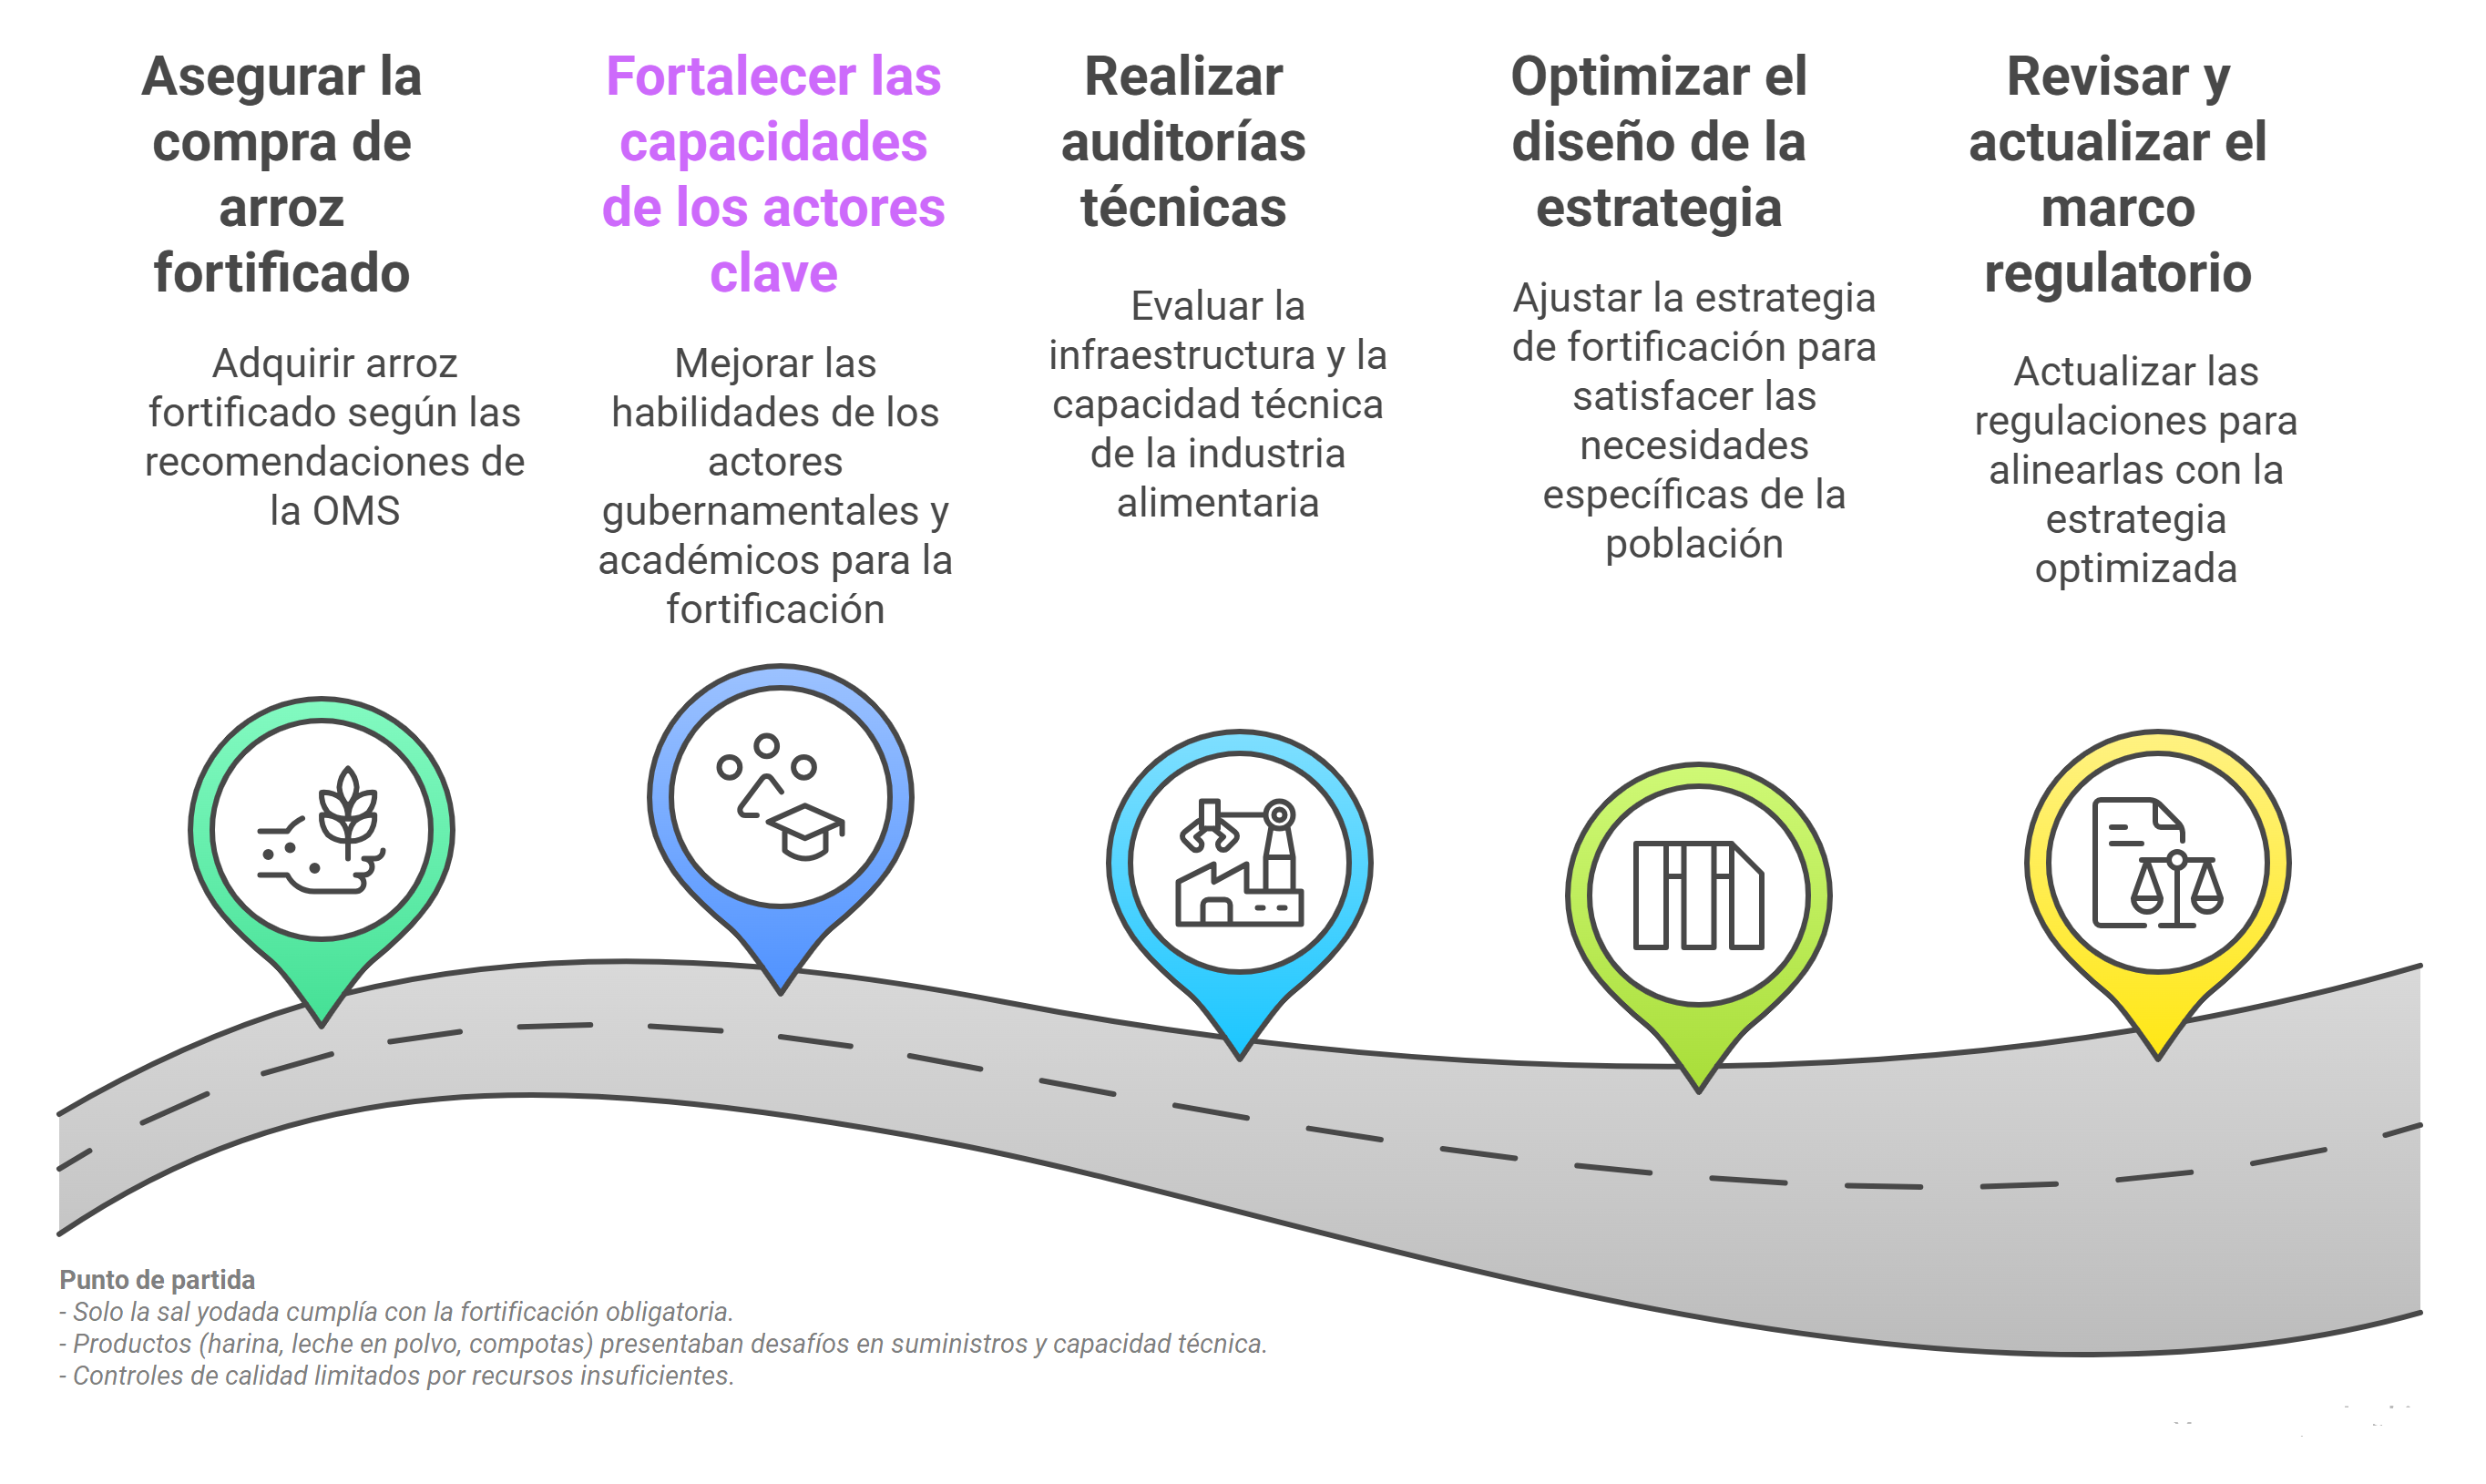 Asegurar la
compra de
arroz
fortificado
Adquirir arroz
fortificado según las
recomendaciones de
la OMS
Fortalecer las
capacidades
de los actores
clave
Mejorar las
habilidades de los
actores
gubernamentales y
académicos para la
fortificación
Realizar
auditorías
técnicas
Evaluar la
infraestructura y la
capacidad técnica
de la industria
alimentaria
Optimizar el
diseño de la
estrategia
Ajustar la estrategia
de fortificación para
satisfacer las
necesidades
específicas de la
población
Revisar y
actualizar el
marco
regulatorio
Actualizar las
regulaciones para
alinearlas con la
estrategia
optimizada
Punto de partida
- Solo la sal yodada cumplía con la fortificación obligatoria.
- Productos (harina, leche en polvo, compotas) presentaban desafíos en suministros y capacidad técnica.
- Controles de calidad limitados por recursos insuficientes.